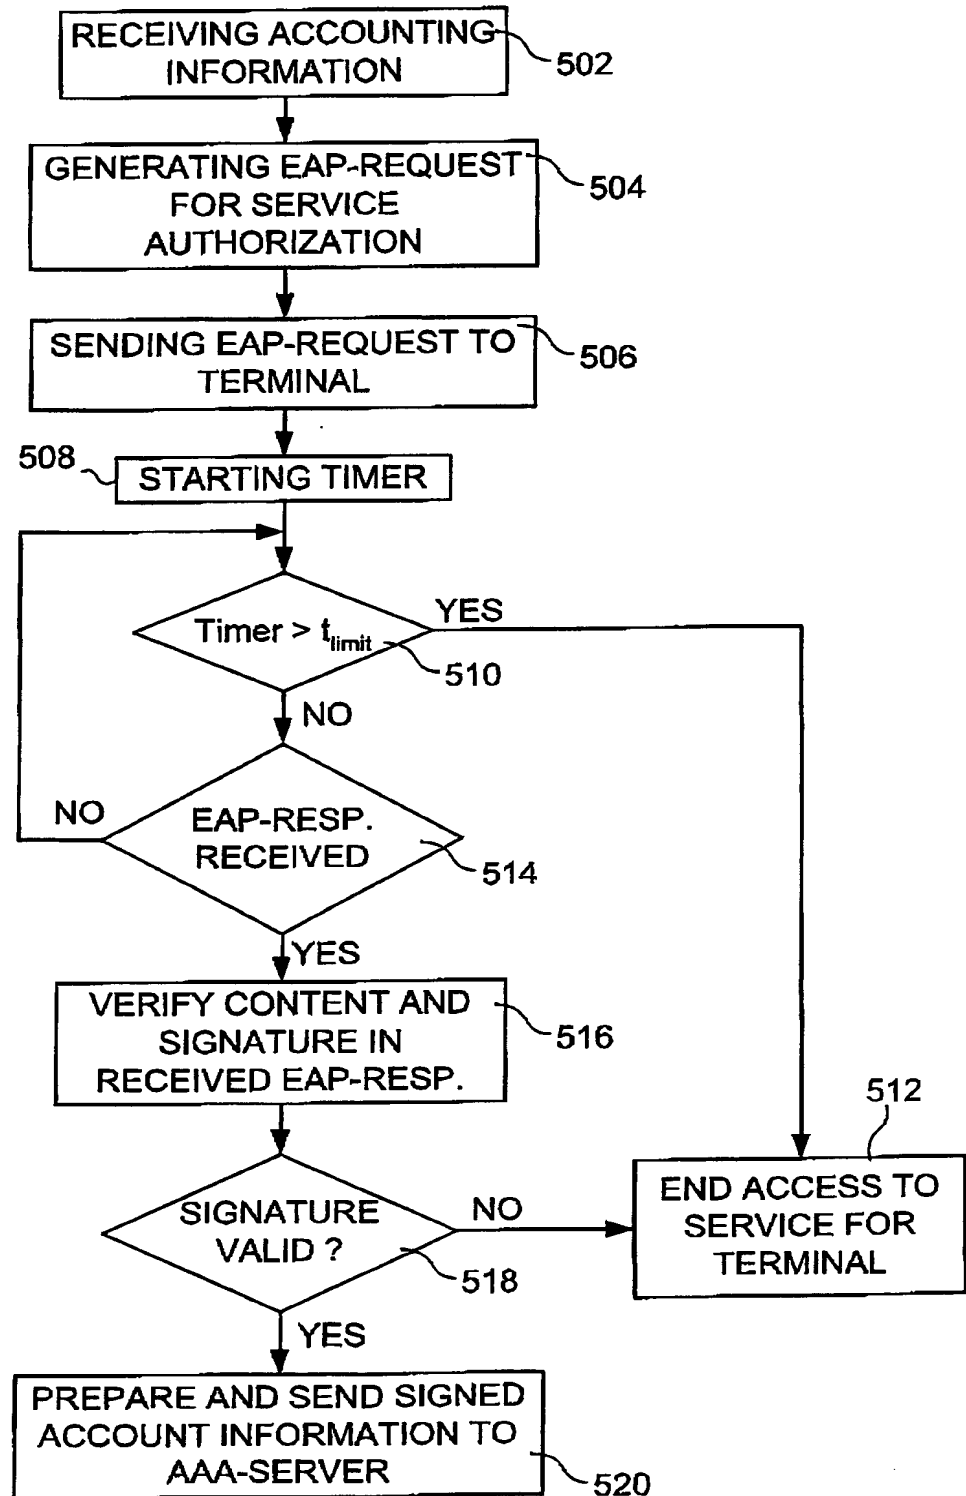 RECEIVING ACCOUNTING
INFORMATION
502
GENERATING EAP-REQUEST
FOR SERVICE
AUTHORIZATION
504
SENDING EAP-REQUEST TO
TERMINAL
506
508
STARTING TIMER
Timer > tlimit
YES
510
NO
EAP-RESP.
RECEIVED
NO
514
YES
VERIFY CONTENT AND
SIGNATURE IN
RECEIVED EAP-RESP.
516
512
END ACCESS TO
SERVICE FOR
TERMINAL
SIGNATURE
VALID ?
NO
518
YES
PREPARE AND SEND SIGNED
ACCOUNT INFORMATION TO
AAA-SERVER
520